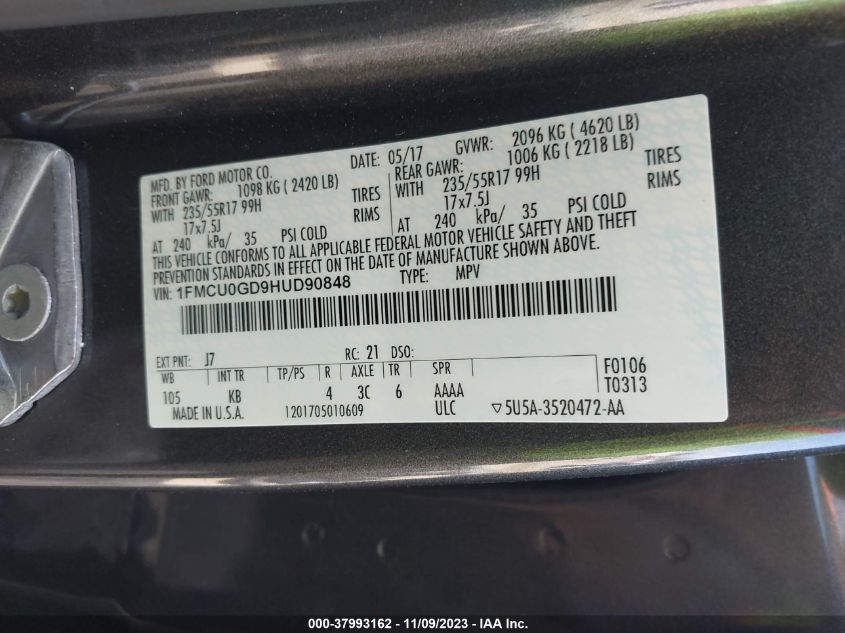 MFD. BY FORD MOTOR CO. DATE: 05/17 GVWR: 2096 KG ( 4620 LB)
FRONT GAWR: 1098 KG ( 2420 LB) REAR GAWR: 1006 KG ( 2218 LB)
WITH 235/55R17 99H TIRES WITH 235/55R17 99H TIRES
17x7.5J RIMS 17x7.5J RIMS
AT 240 kPa/ 35 PSI COLD AT 240 kPa/ 35 PSI COLD
THIS VEHICLE CONFORMS TO ALL APPLICABLE FEDERAL MOTOR VEHICLE SAFETY AND THEFT
PREVENTION STANDARDS IN EFFECT ON THE DATE OF MANUFACTURE SHOWN ABOVE.
VIN: 1FMCU0GD9HUD90848 TYPE: MPV
EXT PNT: J7 RC: 21 DSO:
WB INT TR TP/PS R AXLE TR SPR F0106
105 KB 4 3C 6 AAAA T0313
MADE IN U.S.A. 1201705010609 ULC ▽5U5A-3520472-AA
000-37993162 - 11/09/2023 - IAA Inc.